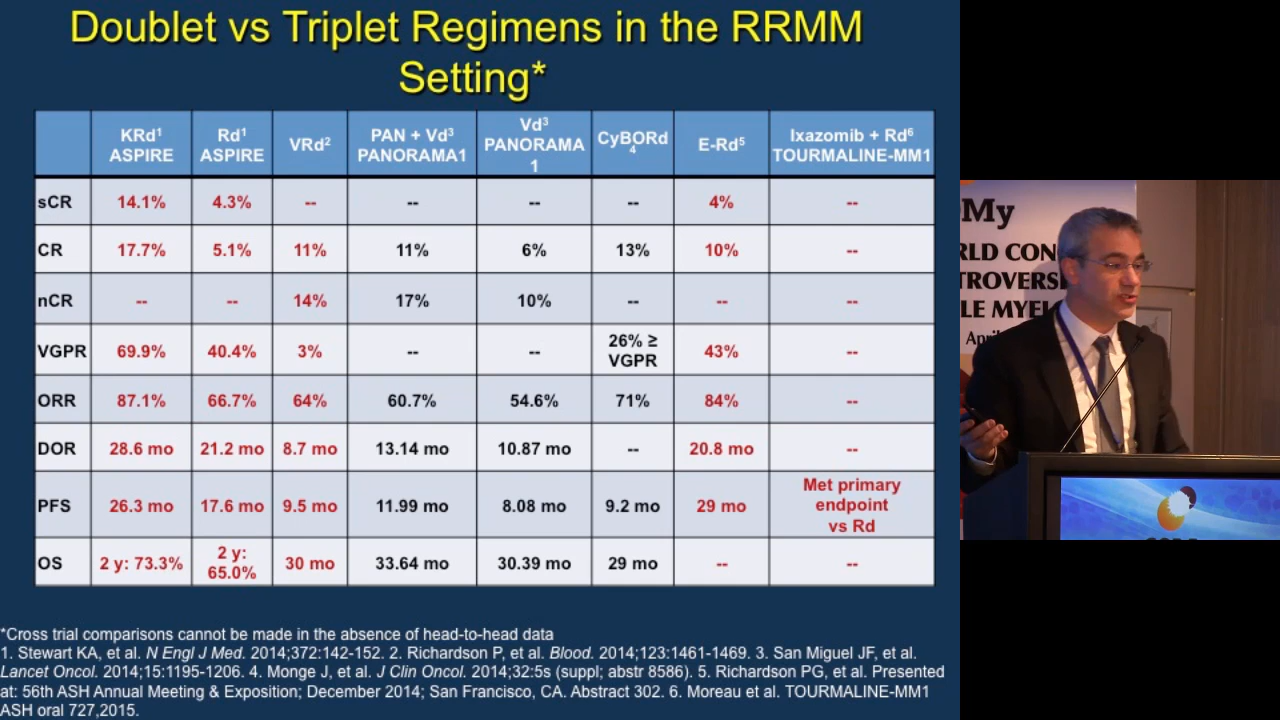 Doublet vs Triplet Regimens in the RRMM
Setting*
KRd1 ASPIRE | Rd1 ASPIRE | VRd2 | PAN + Vd3 PANORAMA1 | Vd3 PANORAMA 1 | CyBORd 4 | E-Rd5 | Ixazomib + Rd6 TOURMALINE-MM1
sCR | 14.1% | 4.3% | -- | -- | -- | -- | 4% | --
CR | 17.7% | 5.1% | 11% | 11% | 6% | 13% | 10% | --
nCR | -- | -- | 14% | 17% | 10% | -- | -- | --
VGPR | 69.9% | 40.4% | 3% | -- | -- | 26% ≥ VGPR | 43% | --
ORR | 87.1% | 66.7% | 64% | 60.7% | 54.6% | 71% | 84% | --
DOR | 28.6 mo | 21.2 mo | 8.7 mo | 13.14 mo | 10.87 mo | -- | 20.8 mo | --
PFS | 26.3 mo | 17.6 mo | 9.5 mo | 11.99 mo | 8.08 mo | 9.2 mo | 29 mo | Met primary endpoint vs Rd
OS | 2 y: 73.3% | 2 y: 65.0% | 30 mo | 33.64 mo | 30.39 mo | 29 mo | -- | --
*Cross trial comparisons cannot be made in the absence of head-to-head data
1. Stewart KA, et al. N Engl J Med. 2014;372:142-152. 2. Richardson P, et al. Blood. 2014;123:1461-1469. 3. San Miguel JF, et al.
Lancet Oncol. 2014;15:1195-1206. 4. Monge J, et al. J Clin Oncol. 2014;32:5s (suppl; abstr 8586). 5. Richardson PG, et al. Presented
at: 56th ASH Annual Meeting & Exposition; December 2014; San Francisco, CA. Abstract 302. 6. Moreau et al. TOURMALINE-MM1
ASH oral 727,2015.
My
RLD CON
TROVERSI
LE MYEL
Apri